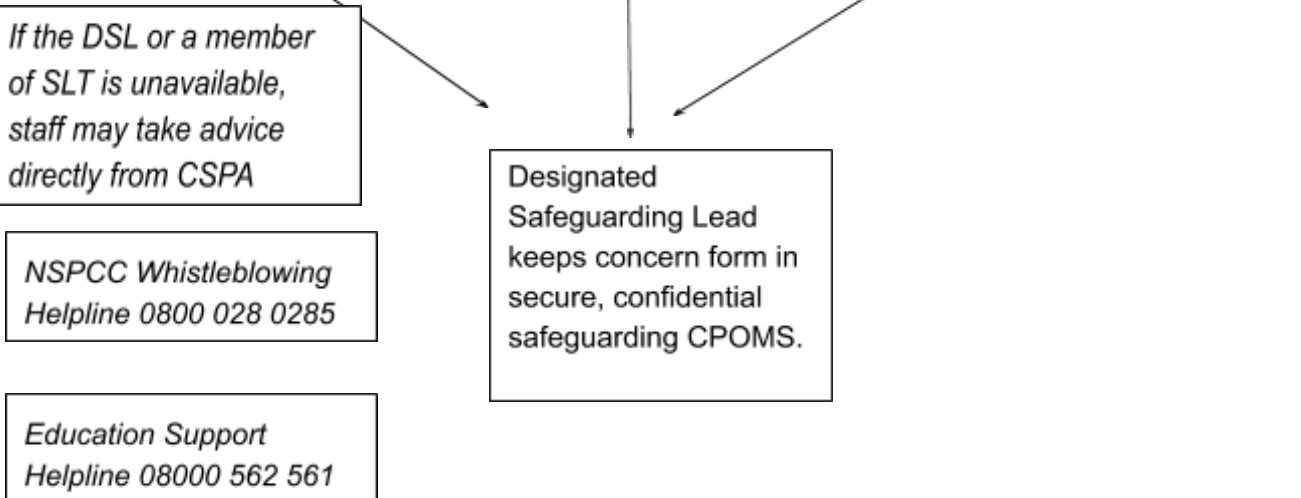 If the DSL or a member
of SLT is unavailable,
staff may take advice
directly from CSPA
NSPCC Whistleblowing
Helpline 0800 028 0285
Education Support
Helpline 08000 562 561
Designated
Safeguarding Lead
keeps concern form in
secure, confidential
safeguarding CPOMS.